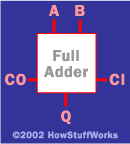 A B
Full
Adder
CO CI
Q
©2002 HowStuffWorks